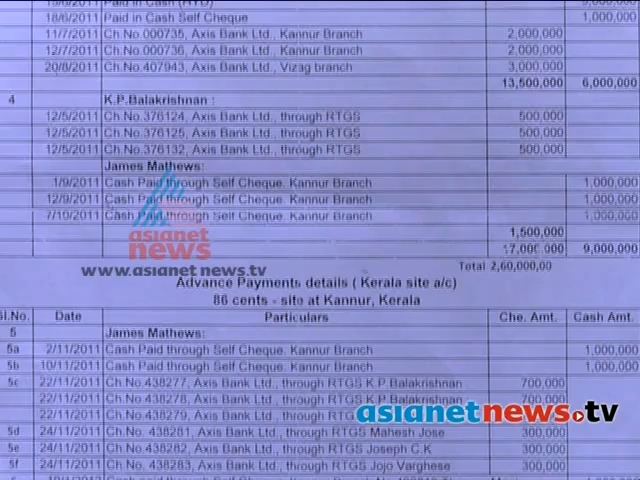 18/6/2011 Paid in Cash Self Cheque 1,000,000
11/7/2011 Ch.No.000735, Axis Bank Ltd., Kannur Branch 2,000,000
12/7/2011 Ch.No.000736, Axis Bank Ltd., Kannur Branch 2,000,000
20/8/2011 Ch.No.407943, Axis Bank Ltd., Vizag branch 3,000,000
13,500,000 6,000,000
4 K.P.Balakrishnan :
12/5/2011 Ch.No.376124, Axis Bank Ltd., through RTGS 500,000
12/5/2011 Ch.No.376125, Axis Bank Ltd., through RTGS 500,000
12/5/2011 Ch.No.376132, Axis Bank Ltd., through RTGS 500,000
James Mathews:
1/9/2011 Cash Paid through Self Cheque. Kannur Branch 1,000,000
12/9/2011 Cash Paid through Self Cheque. Kannur Branch 1,000,000
7/10/2011 Cash Paid through Self Cheque. Kannur Branch 1,000,000
1,500,000
17,000,000 9,000,000
asianet
news
www.asianetnews.tv
Total 2,60,000,00
Advance Payments details ( Kerala site a/c)
86 cents - site at Kannur, Kerala
Sl.No. Date Particulars Che. Amt. Cash Amt.
5 James Mathews:
5a 2/11/2011 Cash Paid through Self Cheque. Kannur Branch 1,000,000
5b 10/11/2011 Cash Paid through Self Cheque. Kannur Branch 1,000,000
5c 22/11/2011 Ch.No.438277, Axis Bank Ltd., through RTGS K.P.Balakrishnan 700,000
22/11/2011 Ch.No.438278, Axis Bank Ltd., through RTGS K.P.Balakrishnan 700,000
22/11/2011 Ch.No.438279, Axis Bank Ltd., through
asianetnews.tv
5d 24/11/2011 Ch.No. 438281, Axis Bank Ltd., through RTGS Mahesh Jose 300,000
5e 24/11/2011 Ch.No. 438282, Axis Bank Ltd., through RTGS Joseph C.K 300,000
5f 24/11/2011 Ch.No. 438283, Axis Bank Ltd., through RTGS Jojo Varghese 300,000